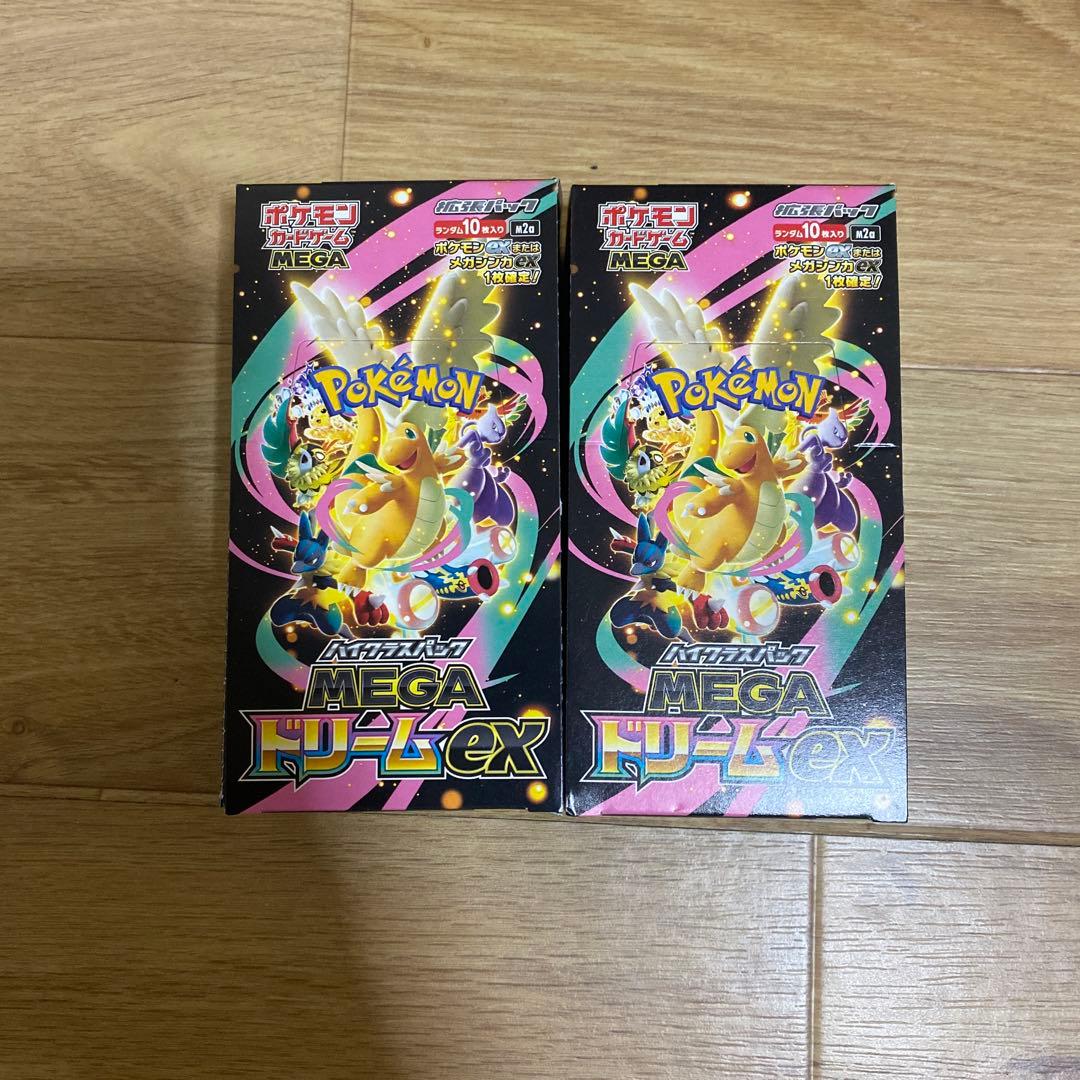 ポケモン
カードゲーム
MEGA
拡張パック
ランダム10枚入り M2a
ポケモンexまたは
メガシンカex
1枚確定!
POKéMON
ハイクラスパック
MEGA
ドリームex
ポケモン
カードゲーム
MEGA
拡張パック
ランダム10枚入り M2a
ポケモンexまたは
メガシンカex
1枚確定!
POKéMON
ハイクラスパック
MEGA
ドリームex